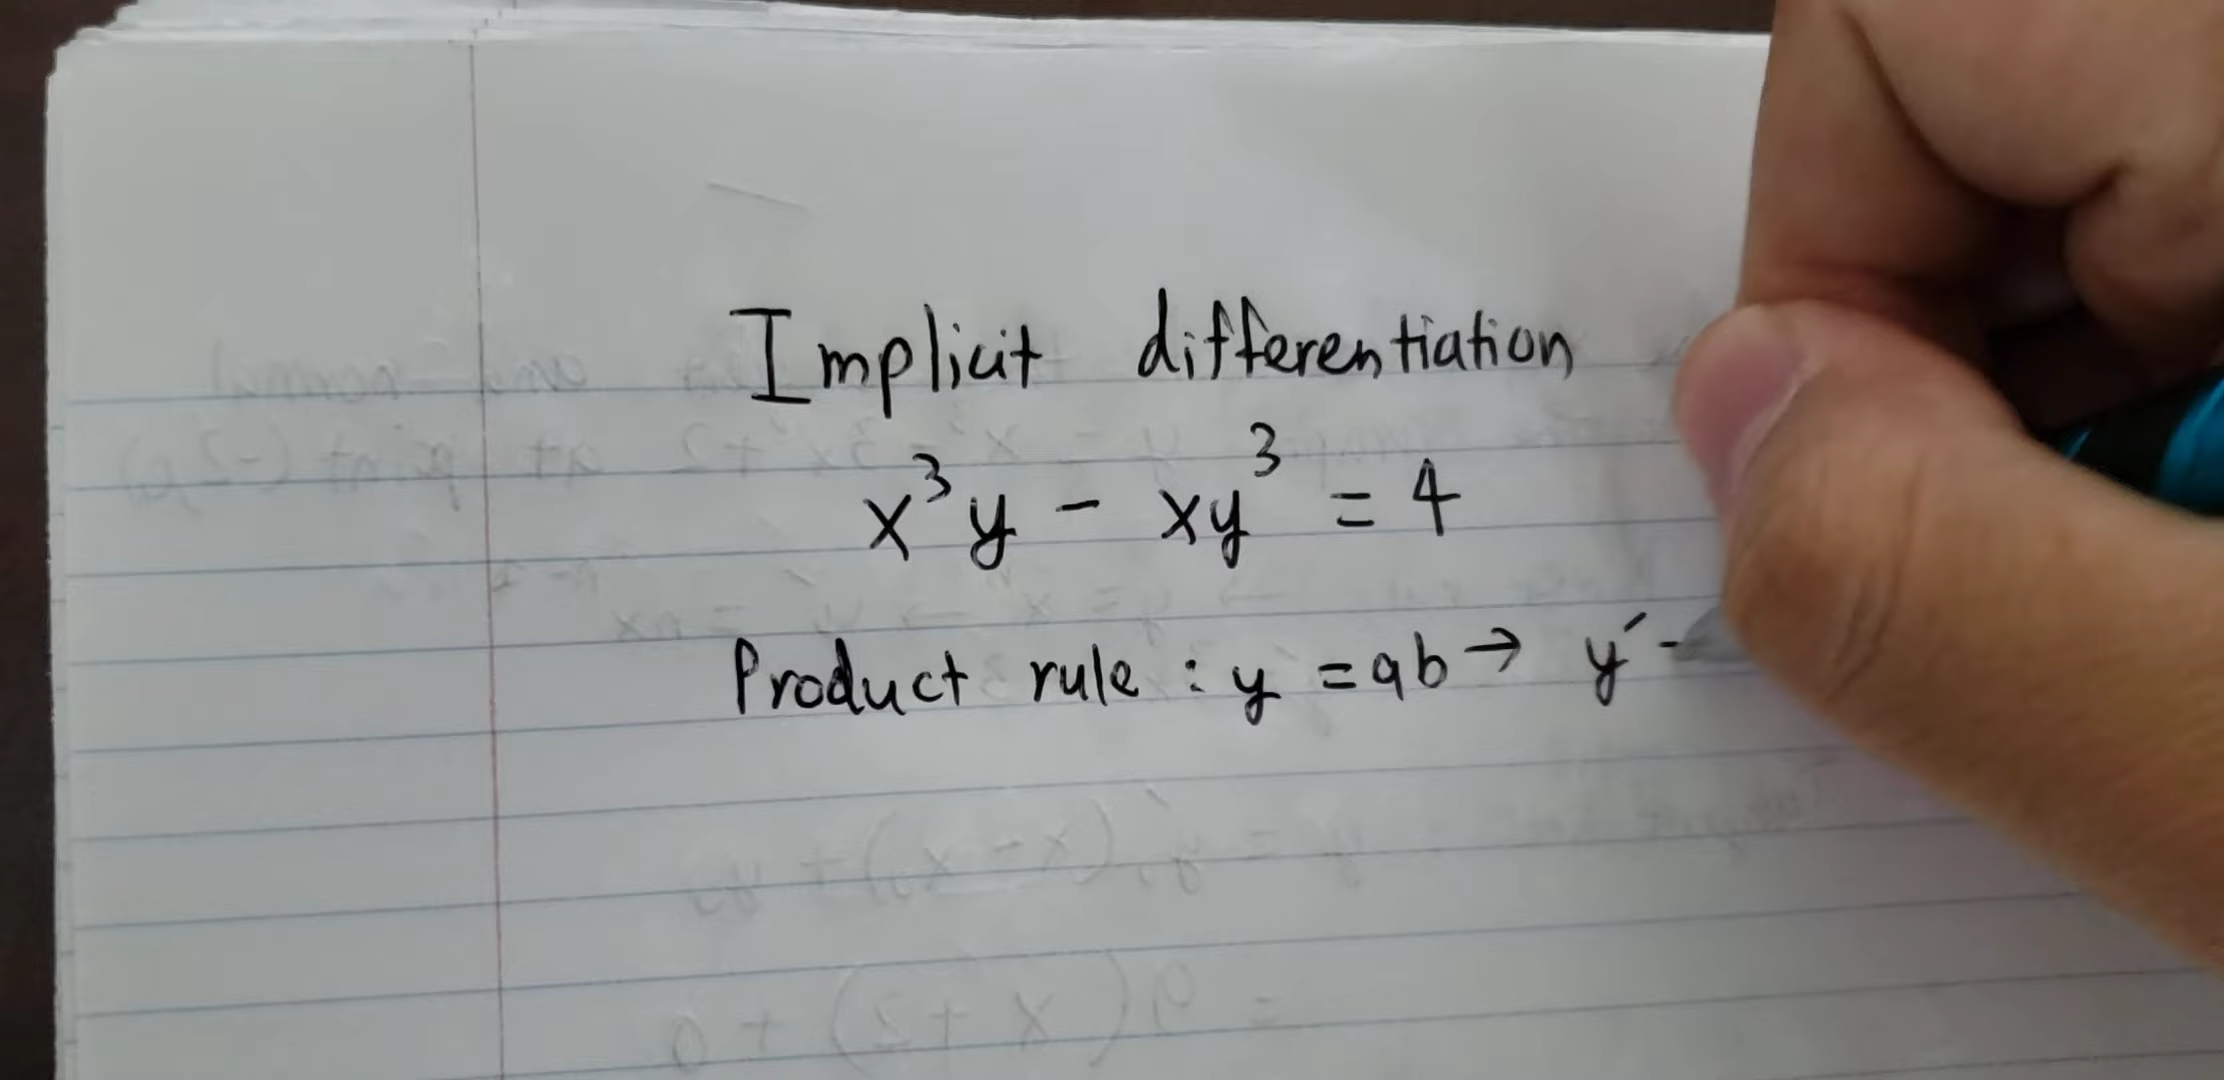 Implicit differentiation
x³y - xy³ = 4
Product rule : y = ab → y′ -